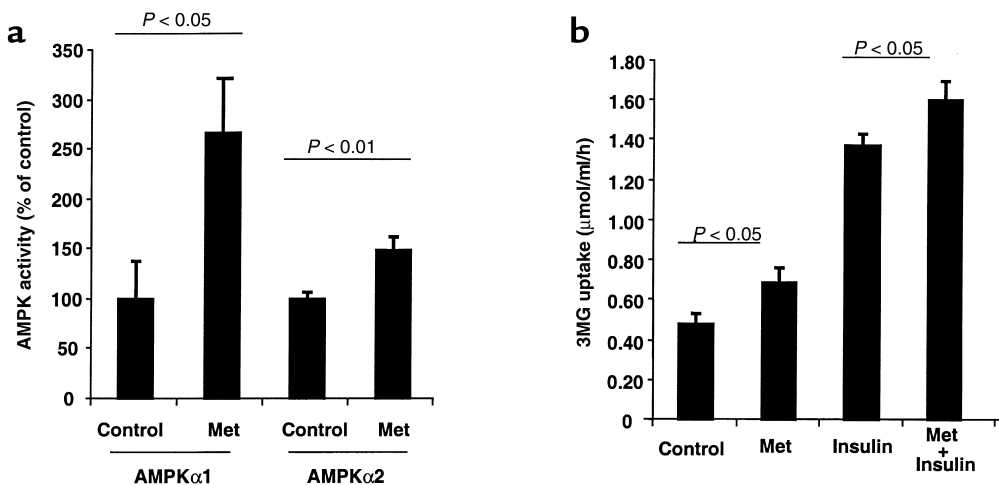 a
P < 0.05
350
300
250
200
150
100
50
0
AMPK activity (% of control)
P < 0.01
Control Met Control Met
AMPKα1 AMPKα2
b
P < 0.05
1.80
1.60
1.40
1.20
1.00
0.80
0.60
0.40
0.20
0
3MG uptake (μmol/ml/h)
P < 0.05
Control Met Insulin Met
+
Insulin